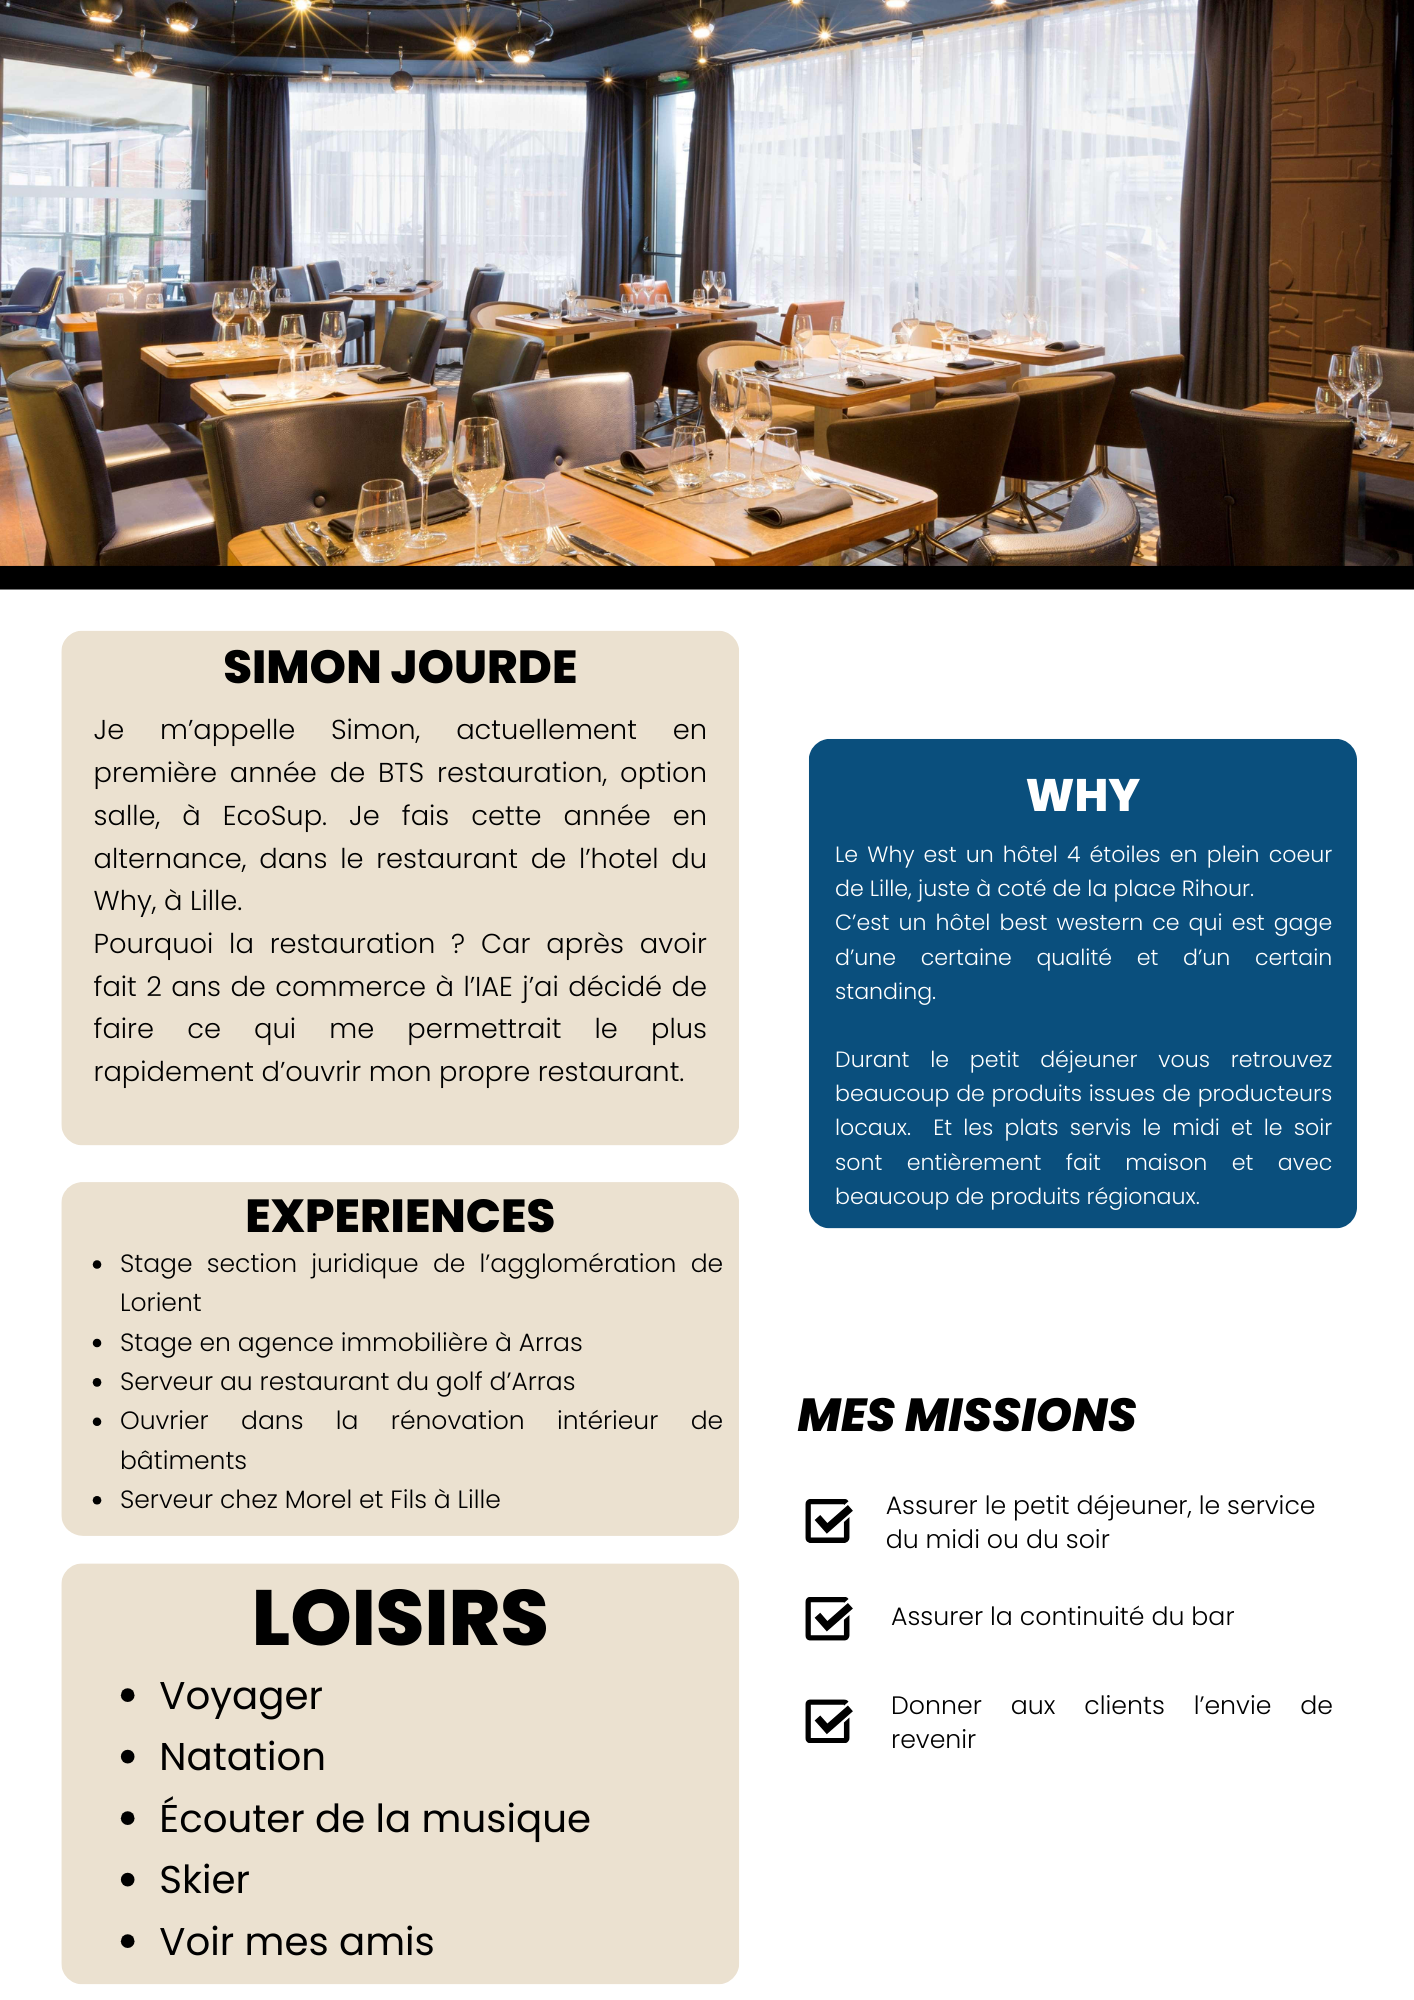 SIMON JOURDE
Je m’appelle Simon, actuellement en
première année de BTS restauration, option
salle, à EcoSup. Je fais cette année en
alternance, dans le restaurant de l’hotel du
Why, à Lille.
Pourquoi la restauration ? Car après avoir
fait 2 ans de commerce à l’IAE j’ai décidé de
faire ce qui me permettrait le plus
rapidement d’ouvrir mon propre restaurant.
EXPERIENCES
• Stage section juridique de l’agglomération de
Lorient
• Stage en agence immobilière à Arras
• Serveur au restaurant du golf d’Arras
• Ouvrier dans la rénovation intérieur de
bâtiments
• Serveur chez Morel et Fils à Lille
LOISIRS
• Voyager
• Natation
• Écouter de la musique
• Skier
• Voir mes amis
WHY
Le Why est un hôtel 4 étoiles en plein coeur
de Lille, juste à coté de la place Rihour.
C’est un hôtel best western ce qui est gage
d’une certaine qualité et d’un certain
standing.
Durant le petit déjeuner vous retrouvez
beaucoup de produits issues de producteurs
locaux. Et les plats servis le midi et le soir
sont entièrement fait maison et avec
beaucoup de produits régionaux.
MES MISSIONS
Assurer le petit déjeuner, le service
du midi ou du soir
Assurer la continuité du bar
Donner aux clients l’envie de
revenir